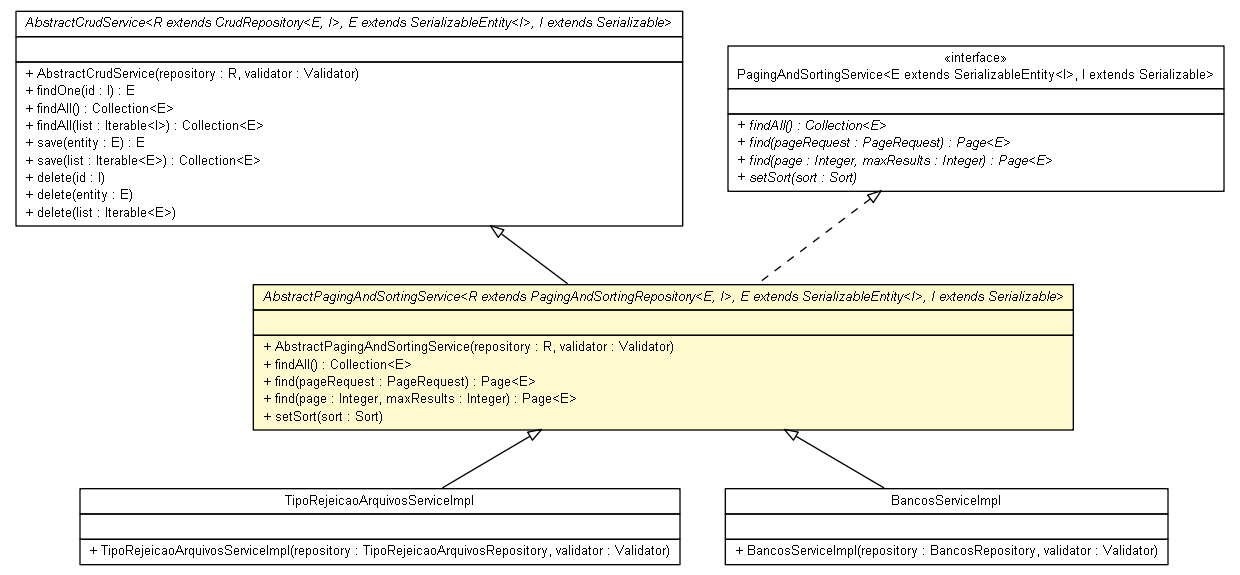 AbstractCrudService<R extends CrudRepository<E, I>, E extends SerializableEntity<I>, I extends Serializable>
+ AbstractCrudService(repository : R, validator : Validator)
+ findOne(id : I) : E
+ findAll() : Collection<E>
+ findAll(list : Iterable<I>) : Collection<E>
+ save(entity : E) : E
+ save(list : Iterable<E>) : Collection<E>
+ delete(id : I)
+ delete(entity : E)
+ delete(list : Iterable<E>)
«interface»
PagingAndSortingService<E extends SerializableEntity<I>, I extends Serializable>
+ findAll() : Collection<E>
+ find(pageRequest : PageRequest) : Page<E>
+ find(page : Integer, maxResults : Integer) : Page<E>
+ setSort(sort : Sort)
AbstractPagingAndSortingService<R extends PagingAndSortingRepository<E, I>, E extends SerializableEntity<I>, I extends Serializable>
+ AbstractPagingAndSortingService(repository : R, validator : Validator)
+ findAll() : Collection<E>
+ find(pageRequest : PageRequest) : Page<E>
+ find(page : Integer, maxResults : Integer) : Page<E>
+ setSort(sort : Sort)
TipoRejeicaoArquivosServiceImpl
+ TipoRejeicaoArquivosServiceImpl(repository : TipoRejeicaoArquivosRepository, validator : Validator)
BancosServiceImpl
+ BancosServiceImpl(repository : BancosRepository, validator : Validator)